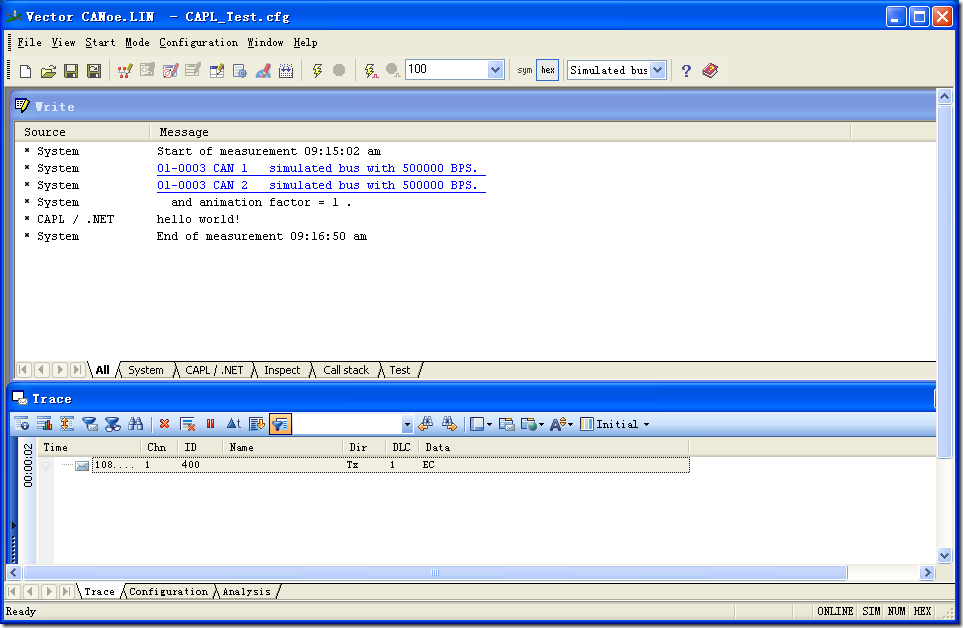 Vector CANoe.LIN - CAPL_Test.cfg
File View Start Mode Configuration Window Help
100 sym hex Simulated bus ?
Write
Source Message
* System Start of measurement 09:15:02 am
* System 01-0003 CAN 1 simulated bus with 500000 BPS.
* System 01-0003 CAN 2 simulated bus with 500000 BPS.
* System and animation factor = 1 .
* CAPL / .NET hello world!
* System End of measurement 09:16:50 am
All System CAPL / .NET Inspect Call stack Test
Trace
Δt A Initial
Time Chn ID Name Dir DLC Data
108.... 1 400 Tx 1 EC
00:00:02
Trace Configuration Analysis
Ready ONLINE SIM NUM HEX